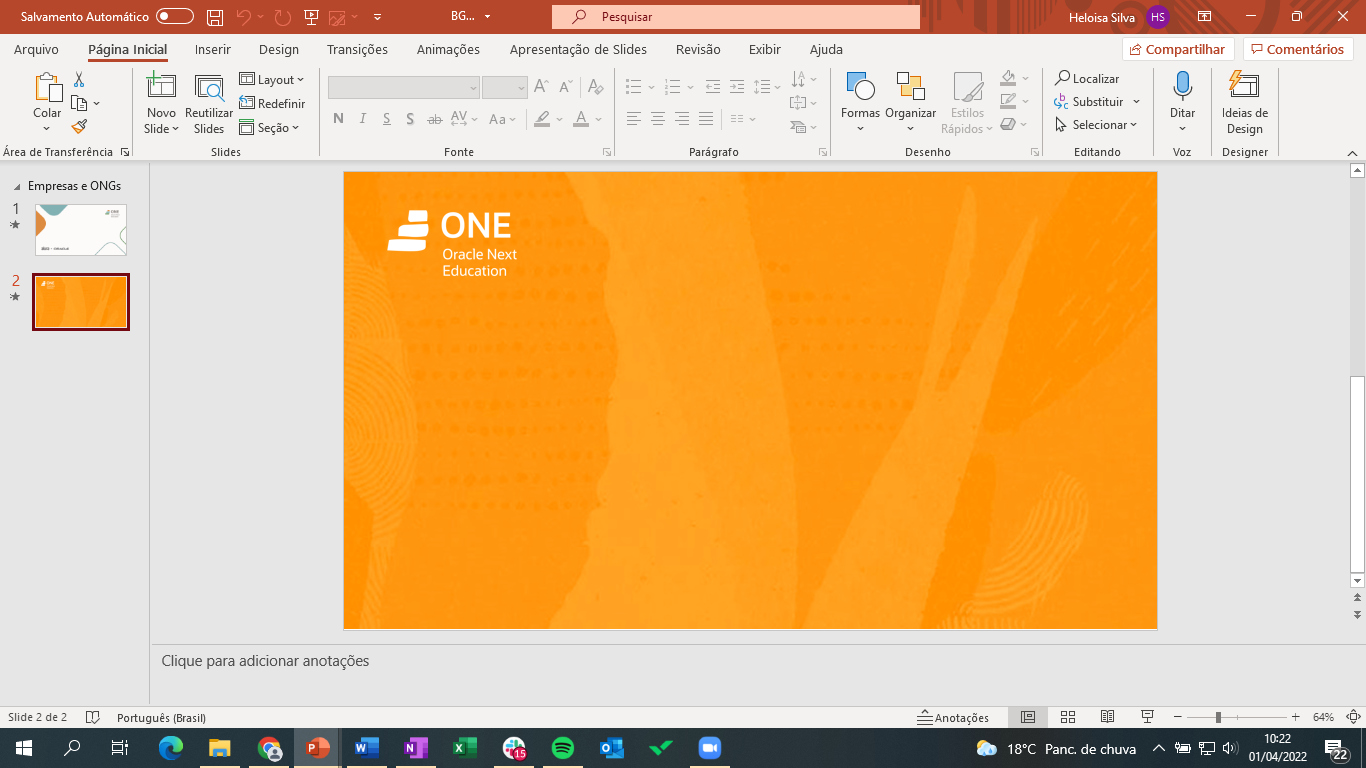 Salvamento Automático
BG...
Pesquisar
Heloisa Silva
HS
Arquivo
Página Inicial
Inserir
Design
Transições
Animações
Apresentação de Slides
Revisão
Exibir
Ajuda
Compartilhar
Comentários
Colar
Novo
Slide
Reutilizar
Slides
Layout
Redefinir
Seção
N
I
S
S
ab
AV
Aa
A
Formas
Organizar
Estilos
Rápidos
Localizar
Substituir
Selecionar
Ditar
Ideias de
Design
Área de Transferência
Slides
Fonte
Parágrafo
Desenho
Editando
Voz
Designer
Empresas e ONGs
1
2
ONE
Oracle Next
Education
Clique para adicionar anotações
Slide 2 de 2
Português (Brasil)
Anotações
64%
15
18°C Panc. de chuva
10:22
01/04/2022
22